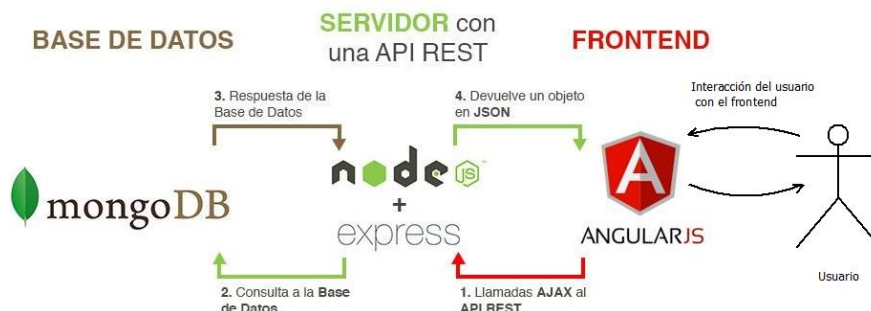 BASE DE DATOS
SERVIDOR con
una API REST
FRONTEND
3. Respuesta de la
Base de Datos
4. Devuelve un objeto
en JSON
Interacción del usuario
con el frontend
mongoDB
node JS
+
express
A
ANGULARJS
Usuario
2. Consulta a la Base
de Datos
1. Llamadas AJAX al
API REST